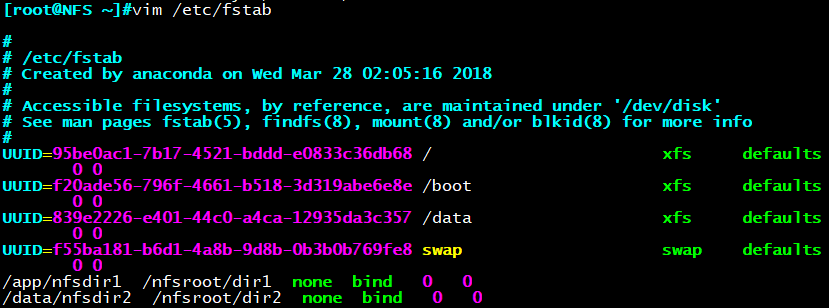 [root@NFS ~]#vim /etc/fstab
#
# /etc/fstab
# Created by anaconda on Wed Mar 28 02:05:16 2018
#
# Accessible filesystems, by reference, are maintained under '/dev/disk'
# See man pages fstab(5), findfs(8), mount(8) and/or blkid(8) for more info
#
UUID=95be0ac1-7b17-4521-bddd-e0833c36db68 / xfs defaults
0 0
UUID=f20ade56-796f-4661-b518-3d319abe6e8e /boot xfs defaults
0 0
UUID=839e2226-e401-44c0-a4ca-12935da3c357 /data xfs defaults
0 0
UUID=f55ba181-b6d1-4a8b-9d8b-0b3b0b769fe8 swap swap defaults
0 0
/app/nfsdir1 /nfsroot/dir1 none bind 0 0
/data/nfsdir2 /nfsroot/dir2 none bind 0 0